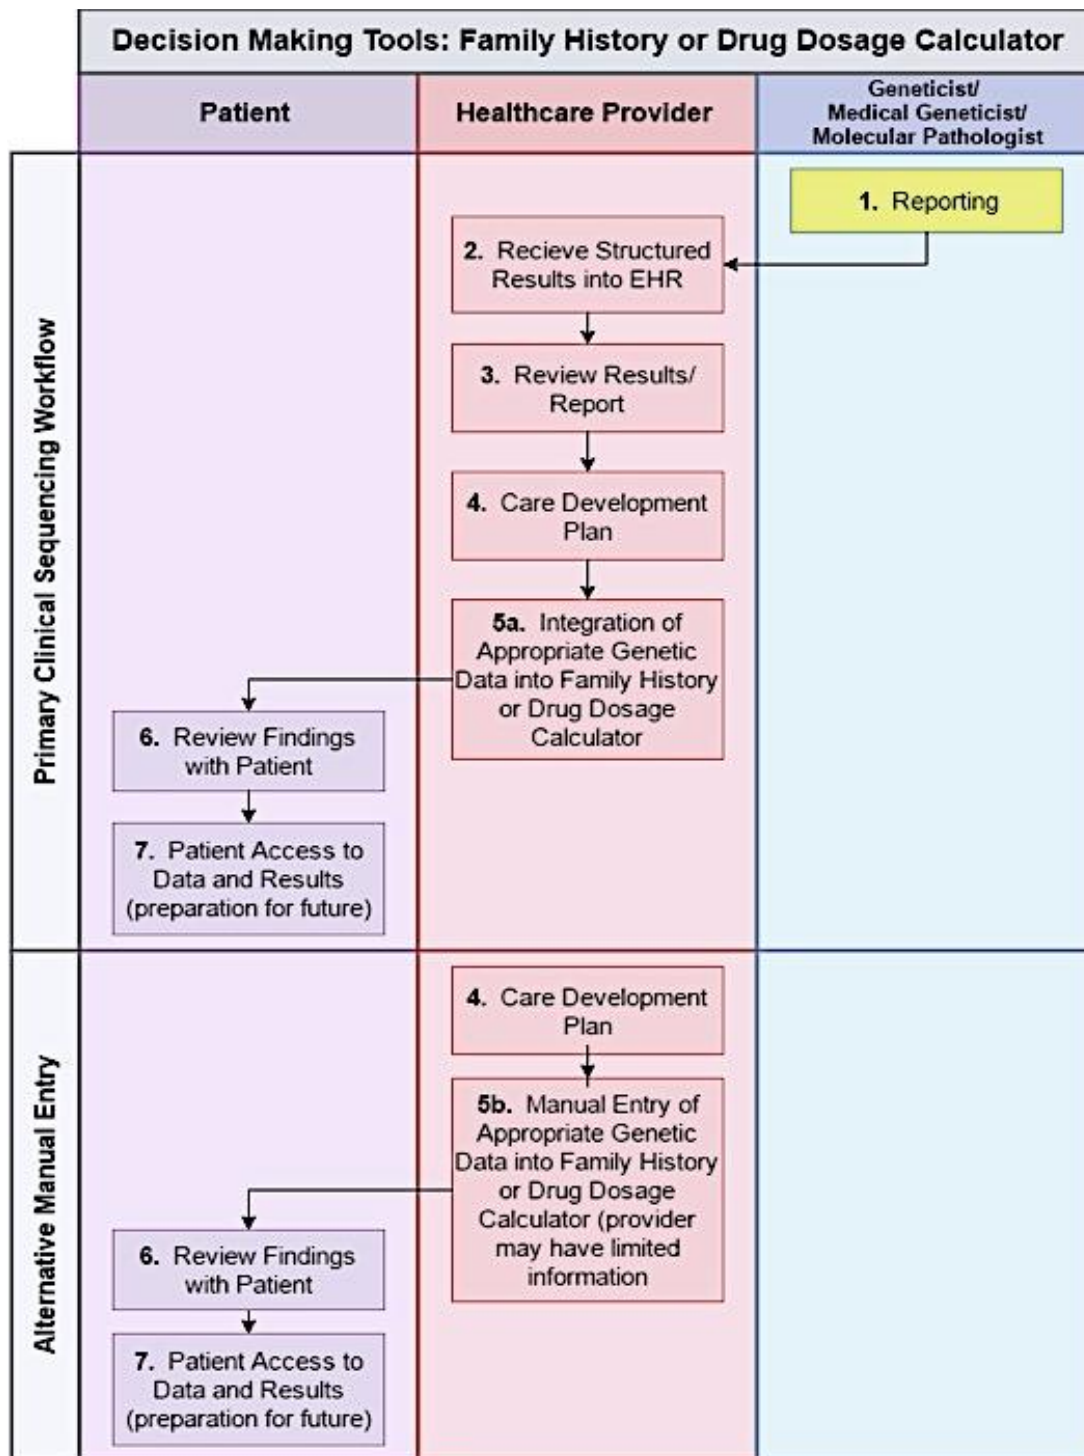 Decision Making Tools: Family History or Drug Dosage Calculator
Patient
Healthcare Provider
Geneticist/
Medical Geneticist/
Molecular Pathologist
Primary Clinical Sequencing Workflow
1. Reporting
2. Recieve Structured
Results into EHR
3. Review Results/
Report
4. Care Development
Plan
5a. Integration of
Appropriate Genetic
Data into Family History
or Drug Dosage
Calculator
6. Review Findings
with Patient
7. Patient Access to
Data and Results
(preparation for future)
Alternative Manual Entry
4. Care Development
Plan
5b. Manual Entry of
Appropriate Genetic
Data into Family History
or Drug Dosage
Calculator (provider
may have limited
information
6. Review Findings
with Patient
7. Patient Access to
Data and Results
(preparation for future)